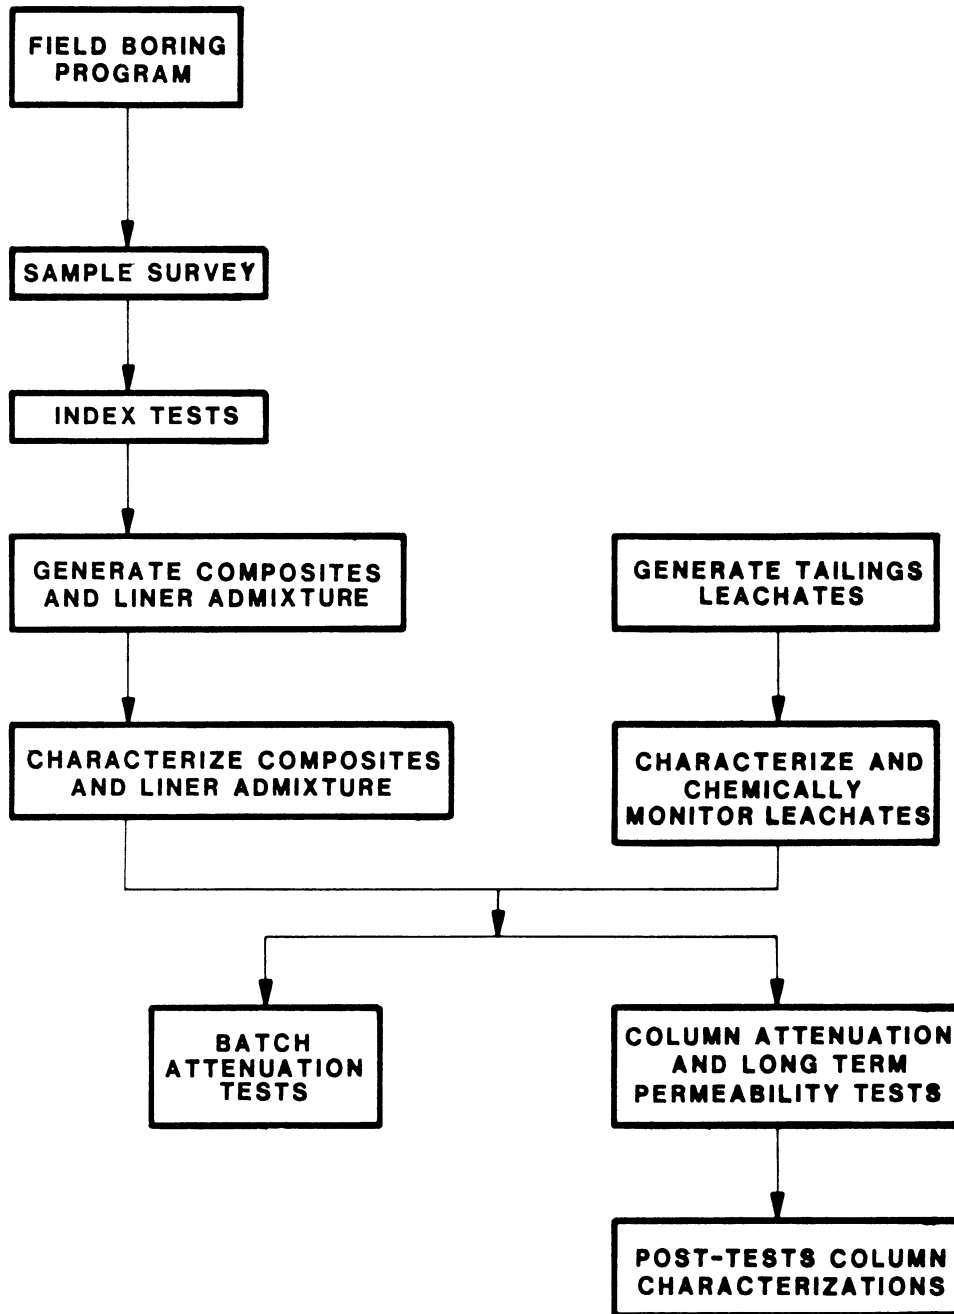 FIELD BORING
PROGRAM
SAMPLE SURVEY
INDEX TESTS
GENERATE COMPOSITES
AND LINER ADMIXTURE
GENERATE TAILINGS
LEACHATES
CHARACTERIZE COMPOSITES
AND LINER ADMIXTURE
CHARACTERIZE AND
CHEMICALLY
MONITOR LEACHATES
BATCH
ATTENUATION
TESTS
COLUMN ATTENUATION
AND LONG TERM
PERMEABILITY TESTS
POST-TESTS COLUMN
CHARACTERIZATIONS